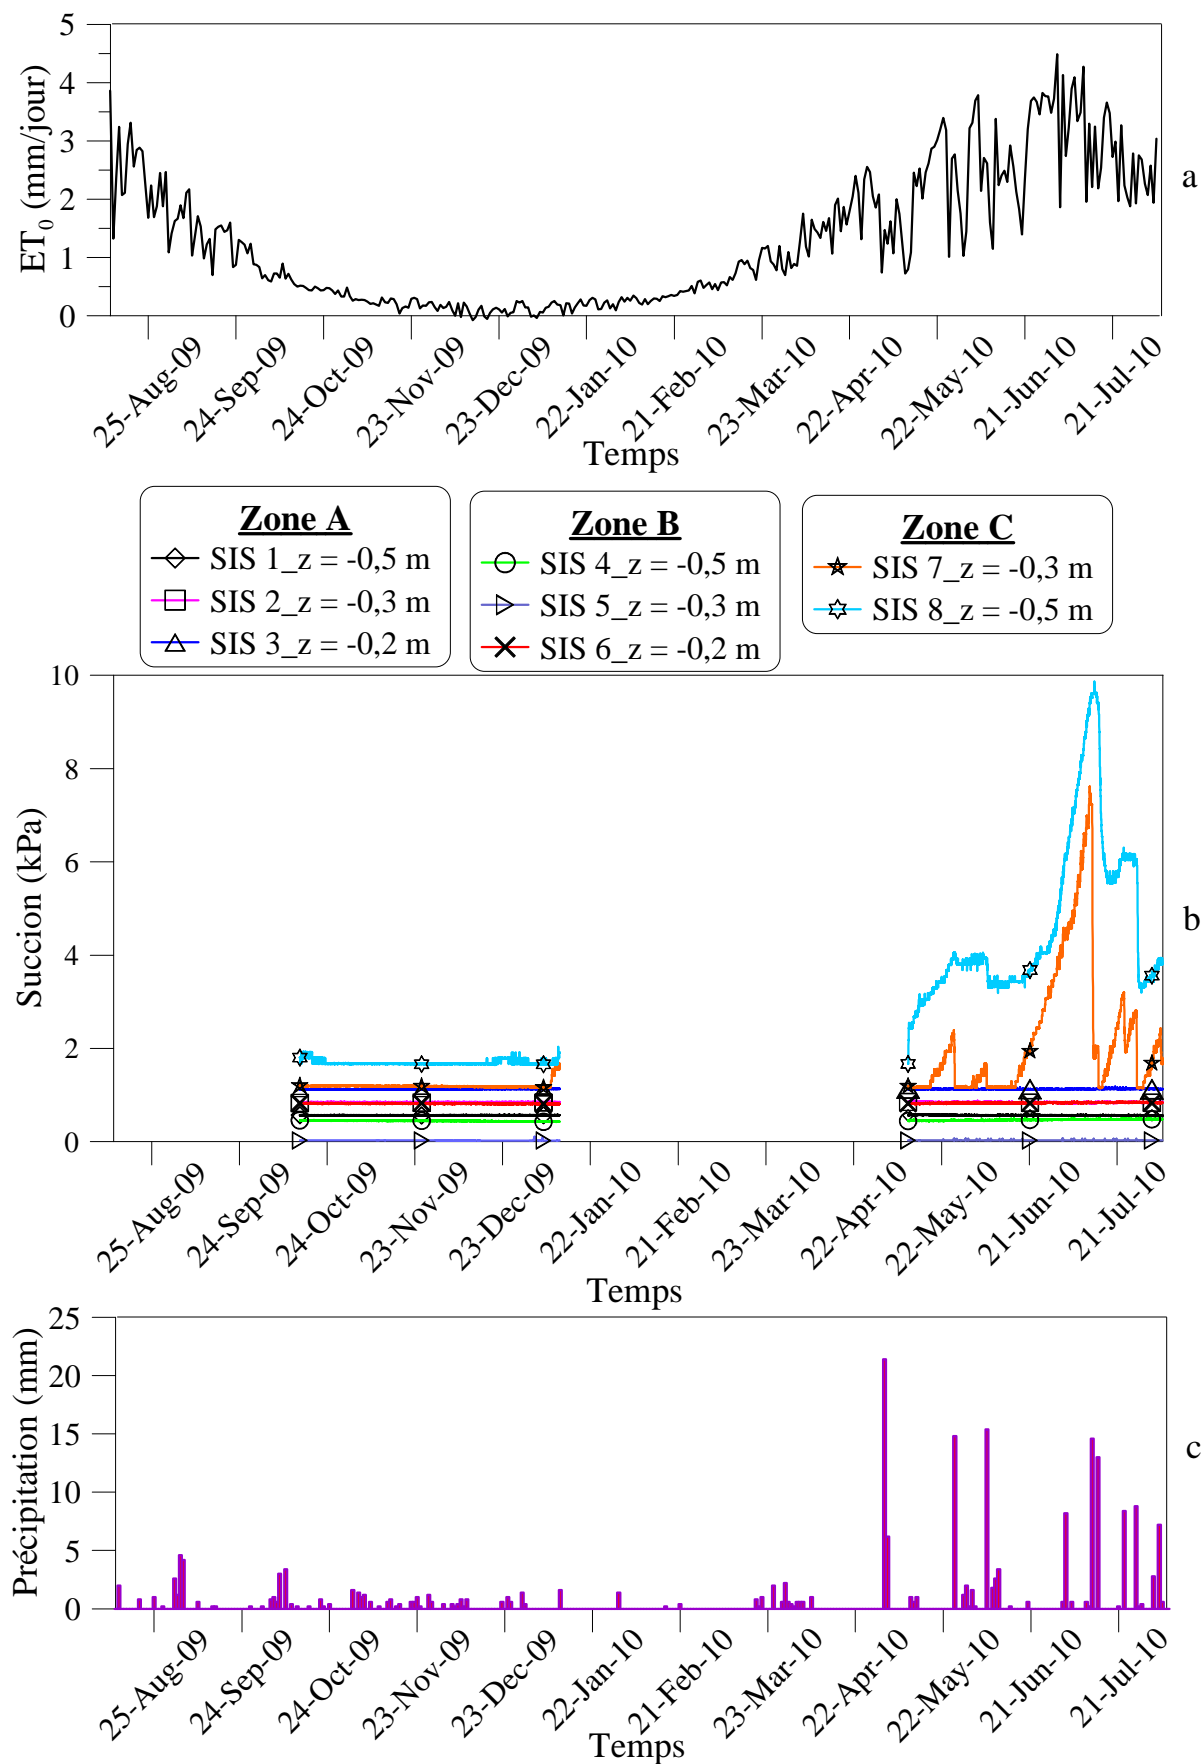 5
4
3
2
1
0
ET0 (mm/jour)
a
25-Aug-09
24-Sep-09
24-Oct-09
23-Nov-09
23-Dec-09
22-Jan-10
21-Feb-10
23-Mar-10
22-Apr-10
22-May-10
21-Jun-10
21-Jul-10
Temps
Zone A
SIS 1_z = -0,5 m
SIS 2_z = -0,3 m
SIS 3_z = -0,2 m
Zone B
SIS 4_z = -0,5 m
SIS 5_z = -0,3 m
SIS 6_z = -0,2 m
Zone C
SIS 7_z = -0,3 m
SIS 8_z = -0,5 m
10
8
6
4
2
0
Succion (kPa)
b
25-Aug-09
24-Sep-09
24-Oct-09
23-Nov-09
23-Dec-09
22-Jan-10
21-Feb-10
23-Mar-10
22-Apr-10
22-May-10
21-Jun-10
21-Jul-10
Temps
25
20
15
10
5
0
Précipitation (mm)
c
25-Aug-09
24-Sep-09
24-Oct-09
23-Nov-09
23-Dec-09
22-Jan-10
21-Feb-10
23-Mar-10
22-Apr-10
22-May-10
21-Jun-10
21-Jul-10
Temps